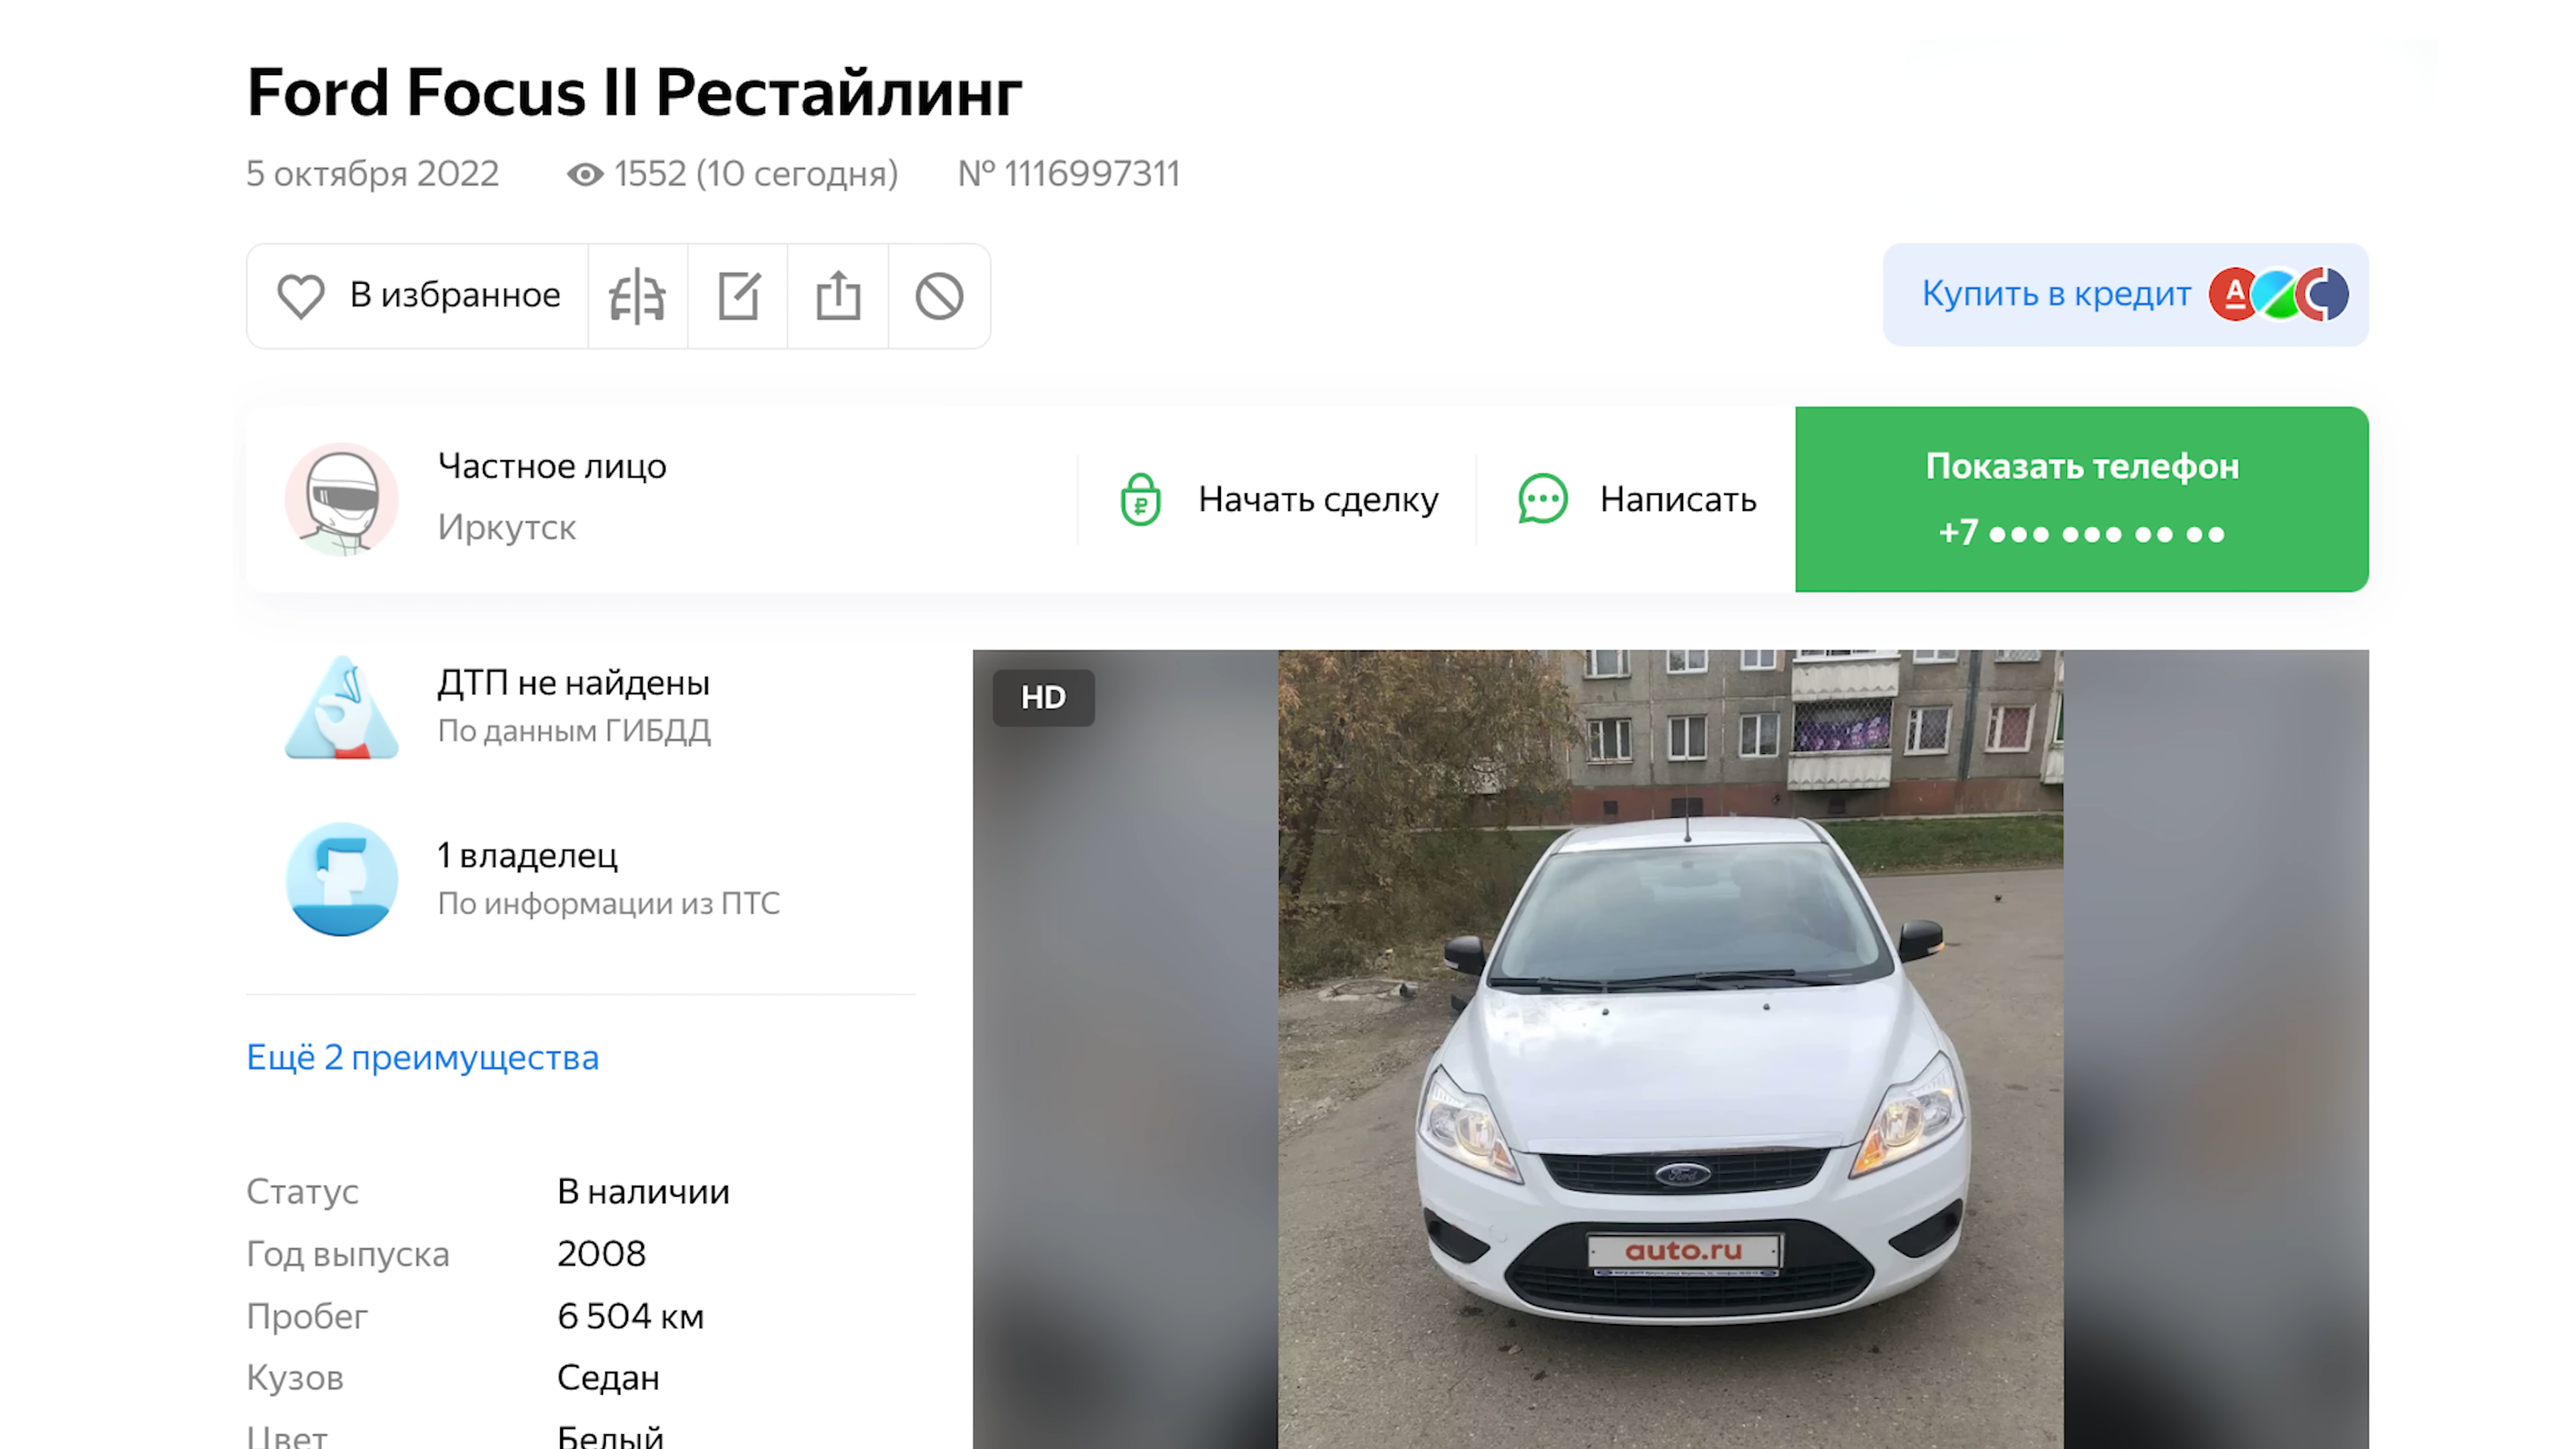 Ford Focus II Рестайлинг
5 октября 2022 1552 (10 сегодня) № 1116997311
В избранное
Купить в кредит
Частное лицо
Иркутск
Начать сделку
Написать
Показать телефон
+7 ●●● ●●● ●● ●●
ДТП не найдены
По данным ГИБДД
1 владелец
По информации из ПТС
Ещё 2 преимущества
Статус В наличии
Год выпуска 2008
Пробег 6 504 км
Кузов Седан
Цвет Белый
HD
Ford
auto.ru